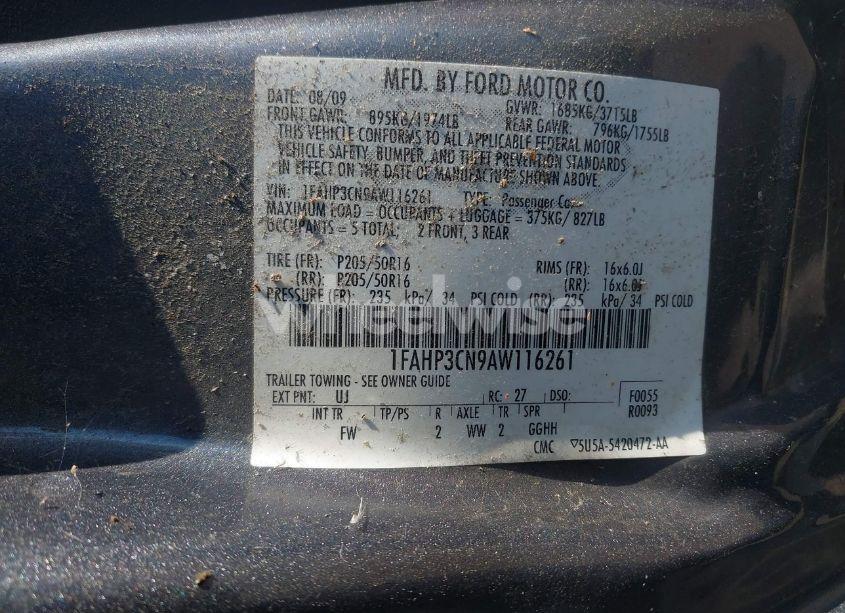 MFD. BY FORD MOTOR CO.
DATE: 08/09 GVWR: 1685KG/3715LB
FRONT GAWR: 895KG/1974LB REAR GAWR: 796KG/1755LB
THIS VEHICLE CONFORMS TO ALL APPLICABLE FEDERAL MOTOR
VEHICLE SAFETY, BUMPER, AND THEFT PREVENTION STANDARDS
IN EFFECT ON THE DATE OF MANUFACTURE SHOWN ABOVE.
VIN: 1FAHP3CN9AW116261 TYPE: Passenger Car
MAXIMUM LOAD = OCCUPANTS + LUGGAGE = 375KG/ 827LB
OCCUPANTS = 5 TOTAL; 2 FRONT, 3 REAR
TIRE (FR): P205/50R16 RIMS (FR): 16x6.0J
(RR): P205/50R16 (RR): 16x6.0J
PRESSURE (FR): 235 kPa/ 34 PSI COLD (RR): 235 kPa/ 34 PSI COLD
wheelwise
1FAHP3CN9AW116261
TRAILER TOWING - SEE OWNER GUIDE
EXT PNT: UJ RC: 27 DSO: F0055
INT TR TP/PS R AXLE TR SPR R0093
FW 2 WW 2 GGHH
CMC ▽5U5A-5420472-AA